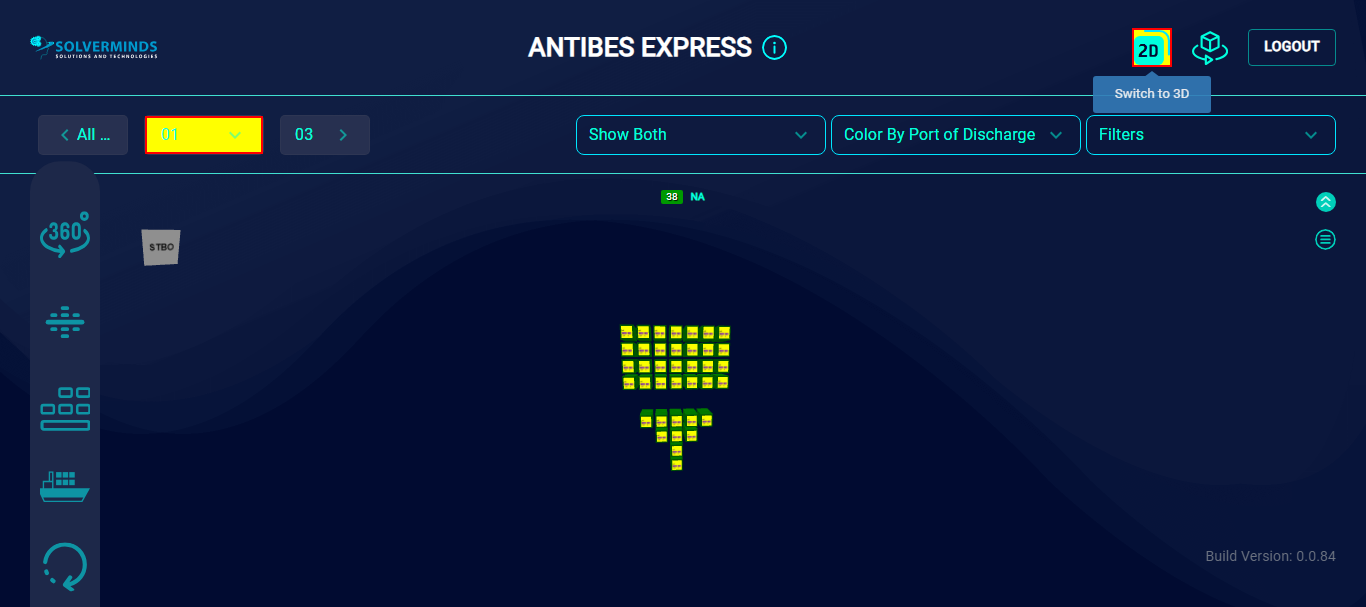 SOLVERMINDS
SOLUTIONS AND TECHNOLOGIES
ANTIBES EXPRESS
2D
LOGOUT
Switch to 3D
All ...
01
03
Show Both
Color By Port of Discharge
Filters
38 NA
360°
STBO
Build Version: 0.0.84